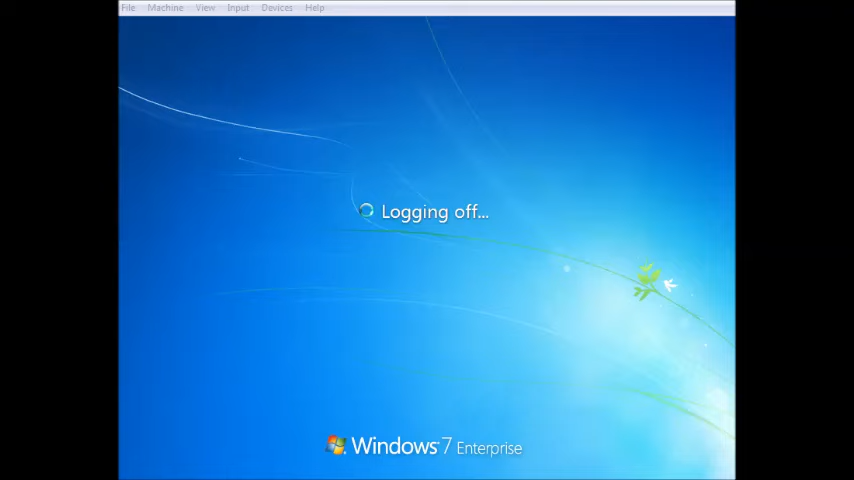 File Machine View Input Devices Help
Logging off...
Windows 7 Enterprise